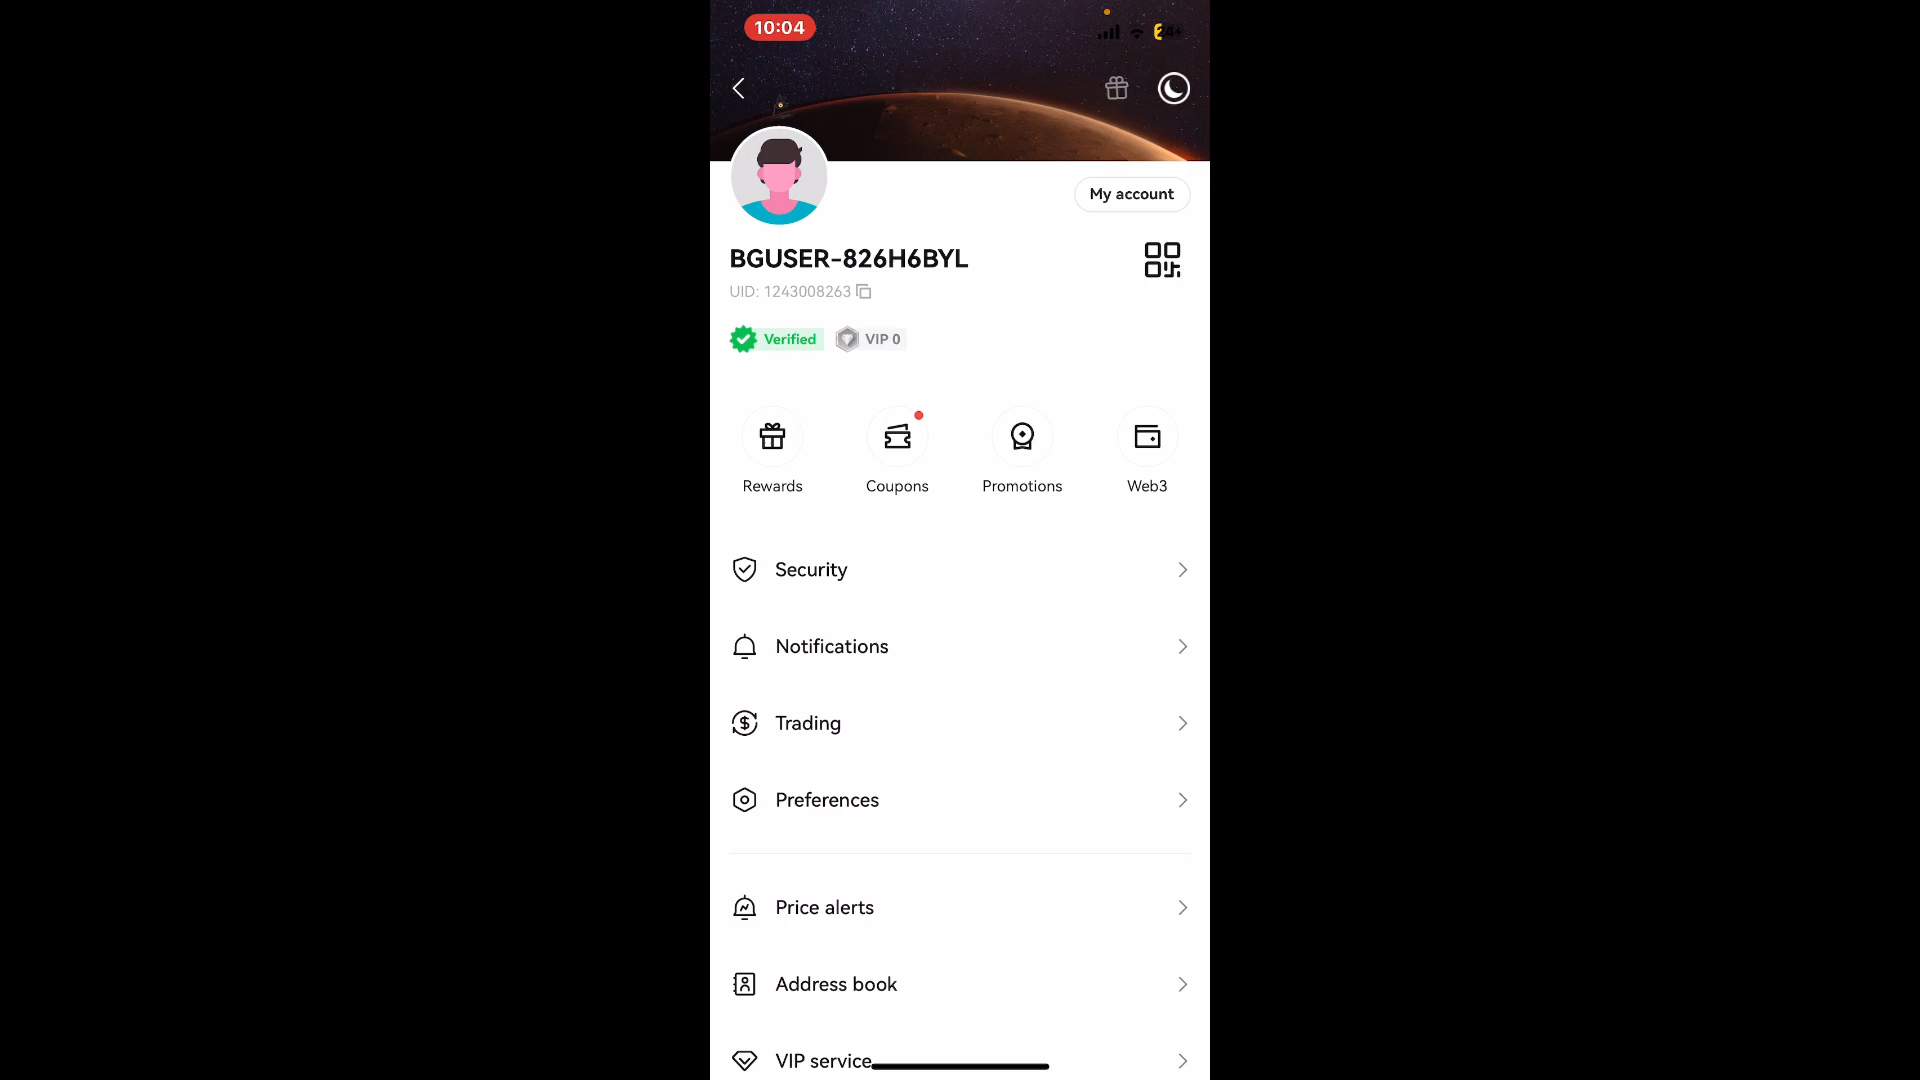 10:04
24
My account
BGUSER-826H6BYL
UID: 1243008263
Verified
VIP 0
Rewards
Coupons
Promotions
Web3
Security
Notifications
Trading
Preferences
Price alerts
Address book
VIP service